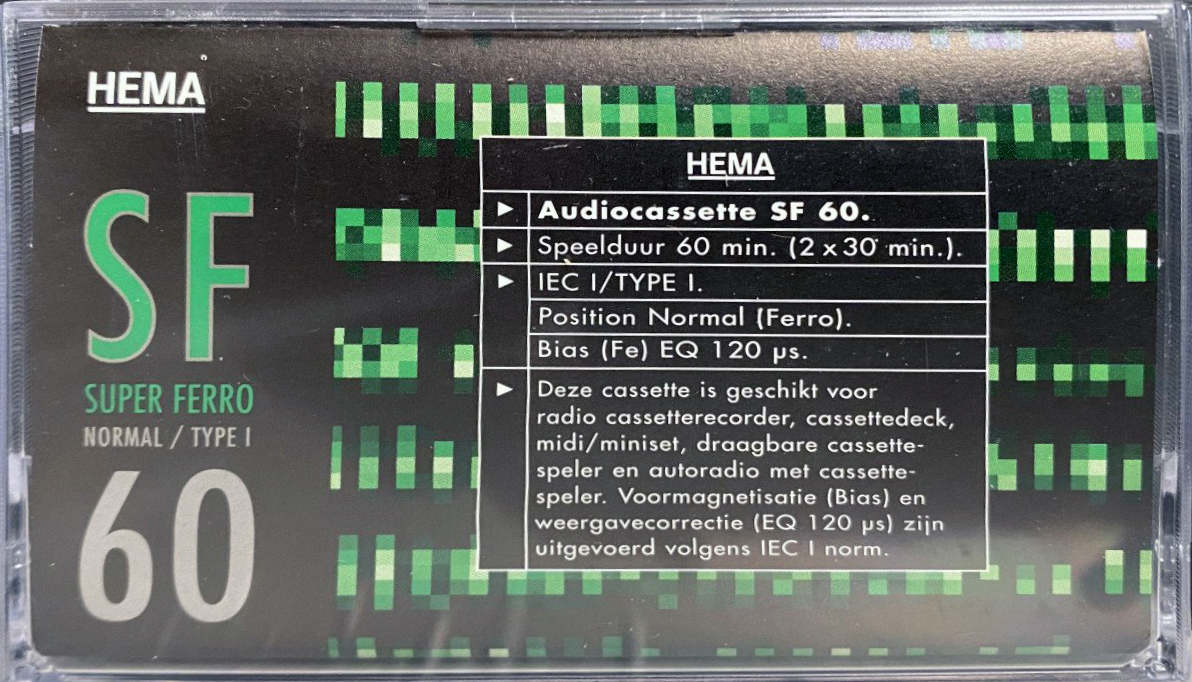 HEMA
SF
SUPER FERRO
NORMAL / TYPE I
60
HEMA
► Audiocassette SF 60.
► Speelduur 60 min. (2 x 30 min.).
► IEC I/TYPE I.
Position Normal (Ferro).
Bias (Fe) EQ 120 µs.
► Deze cassette is geschikt voor
radio cassetterecorder, cassettedeck,
midi/miniset, draagbare cassette-
speler en autoradio met cassette-
speler. Voormagnetisatie (Bias) en
weergavecorrectie (EQ 120 µs) zijn
uitgevoerd volgens IEC I norm.